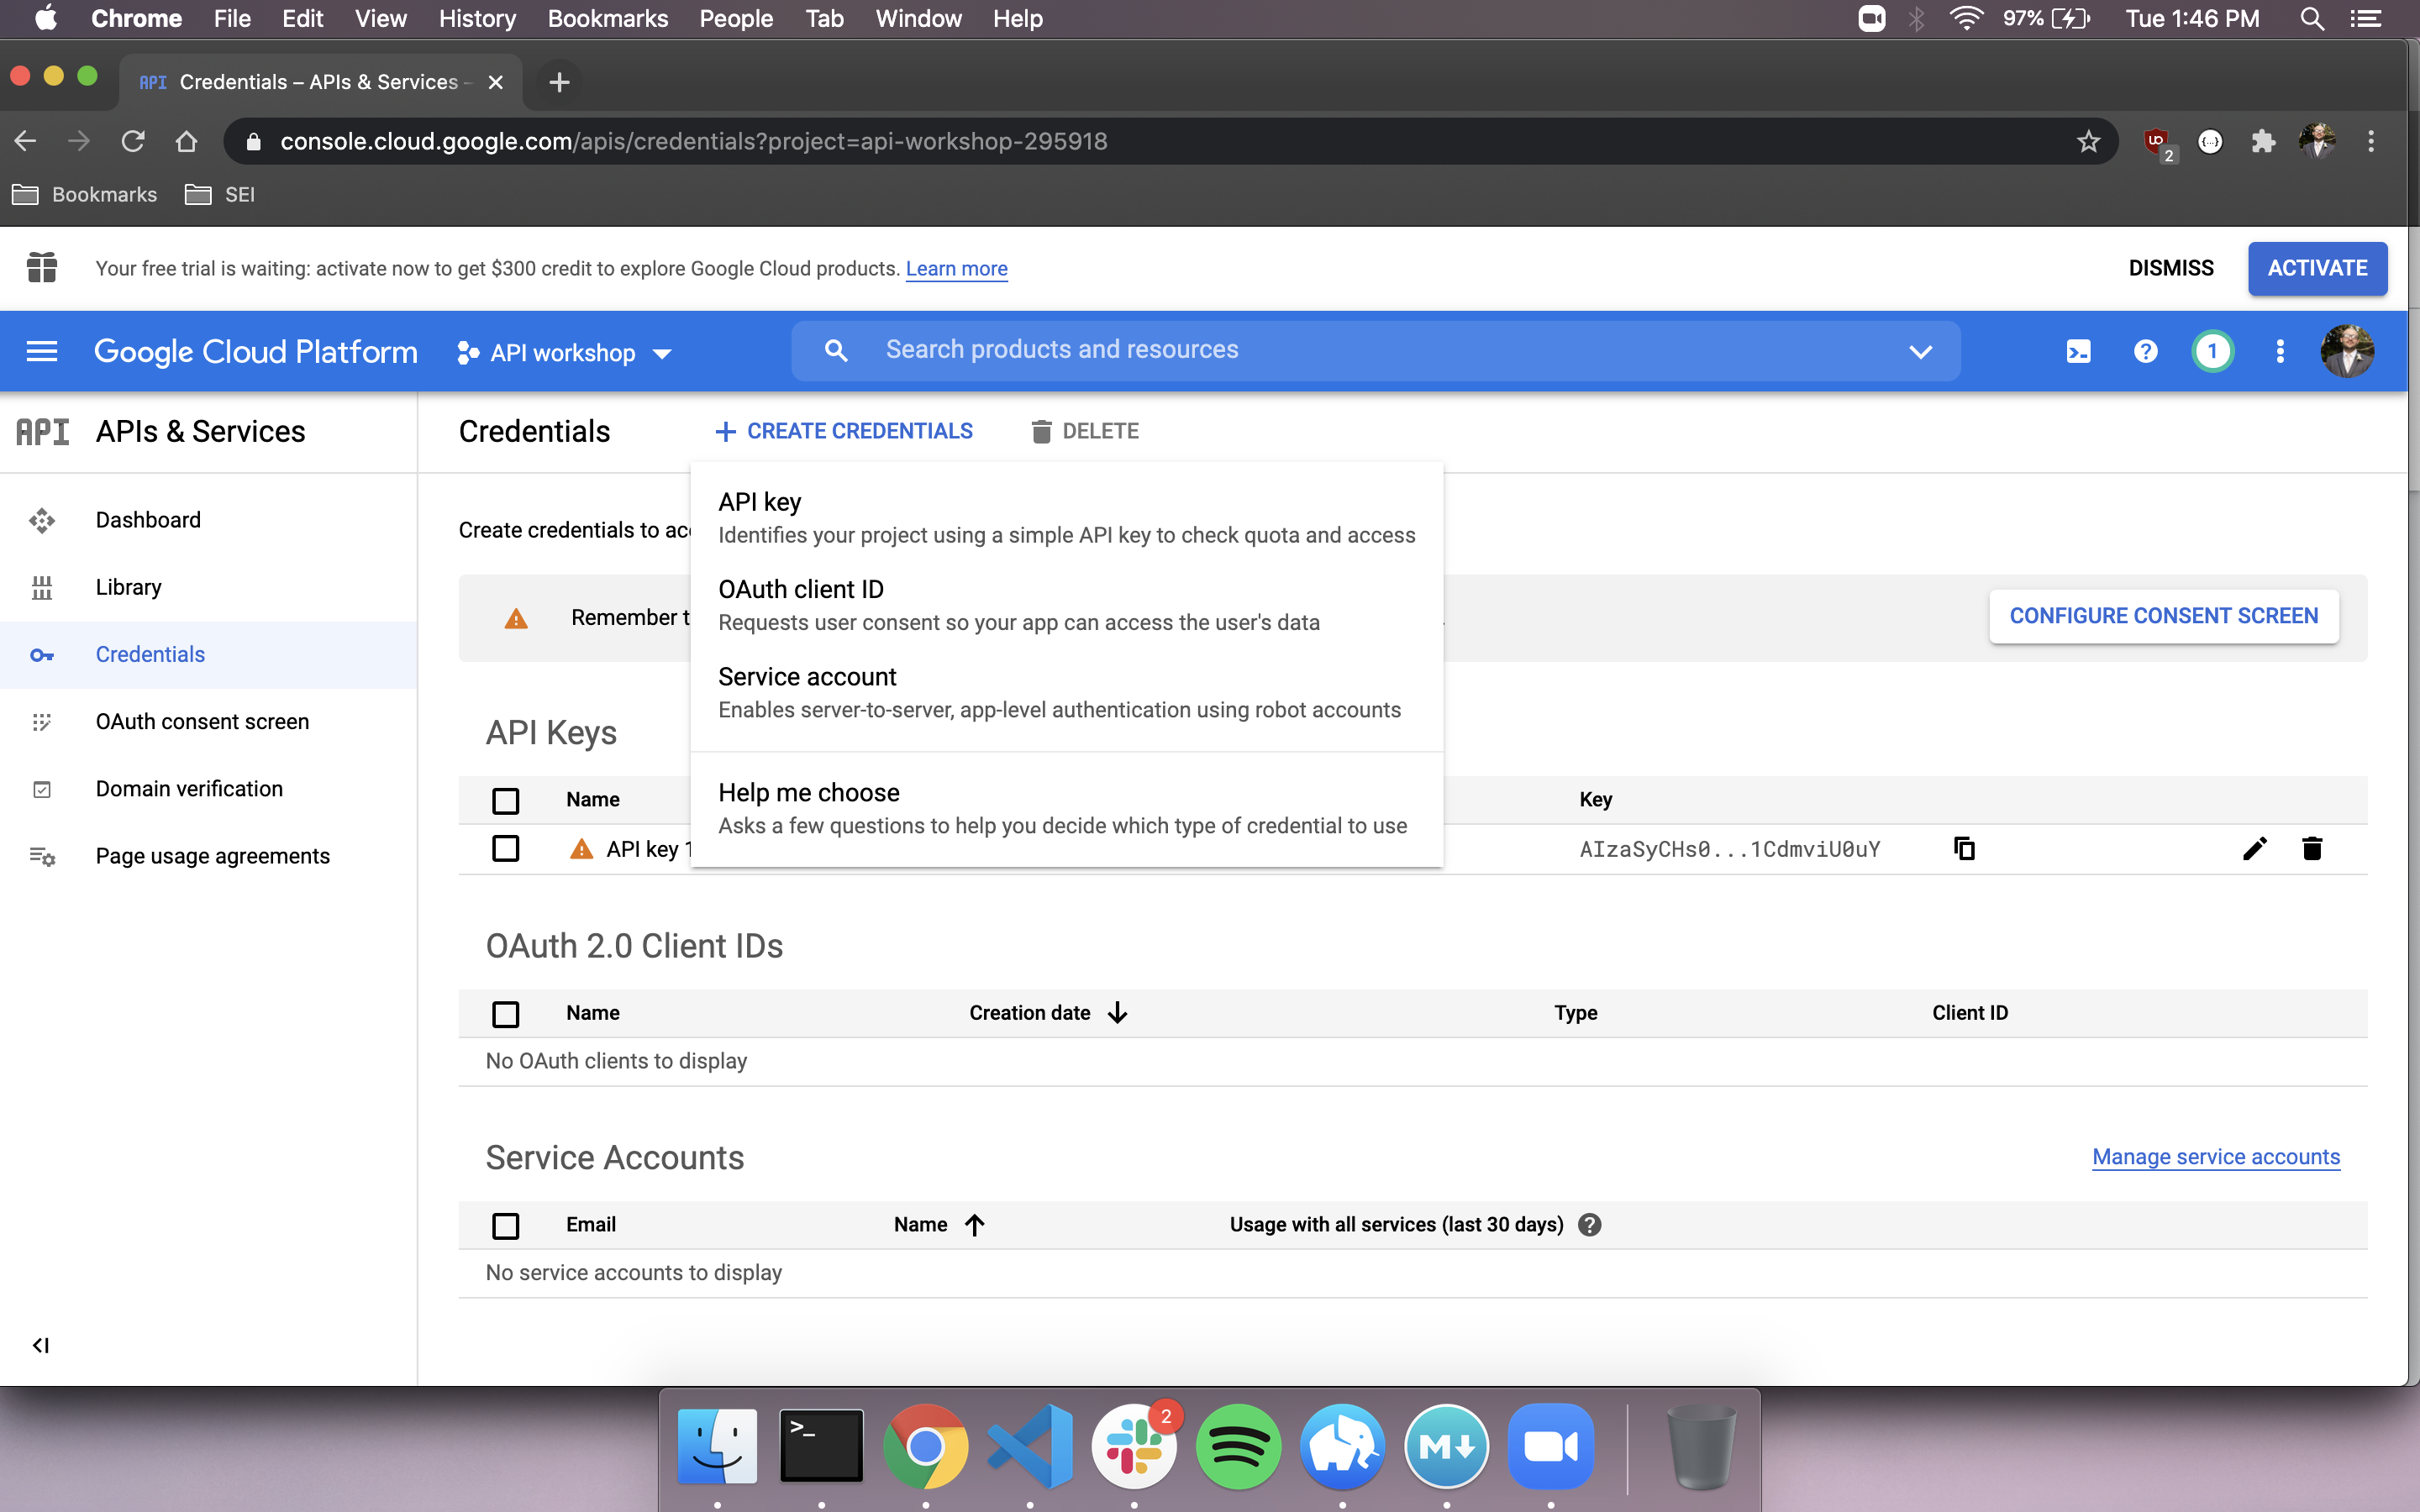 Chrome File Edit View History Bookmarks People Tab Window Help 97% Tue 1:46 PM
API Credentials – APIs & Services –
console.cloud.google.com/apis/credentials?project=api-workshop-295918 2
Bookmarks SEI
Your free trial is waiting: activate now to get $300 credit to explore Google Cloud products. Learn more DISMISS ACTIVATE
Google Cloud Platform API workshop Search products and resources 1
API APIs & Services Credentials + CREATE CREDENTIALS DELETE
Dashboard
Library
Credentials
OAuth consent screen
Domain verification
Page usage agreements
Create credentials to acc
Remember t
CONFIGURE CONSENT SCREEN
API key
Identifies your project using a simple API key to check quota and access
OAuth client ID
Requests user consent so your app can access the user's data
Service account
Enables server-to-server, app-level authentication using robot accounts
Help me choose
Asks a few questions to help you decide which type of credential to use
API Keys
Name Key
API key 1 AIzaSyCHs0...1CdmviU0uY
OAuth 2.0 Client IDs
Name Creation date Type Client ID
No OAuth clients to display
Service Accounts Manage service accounts
Email Name Usage with all services (last 30 days)
No service accounts to display
>_ 2 M